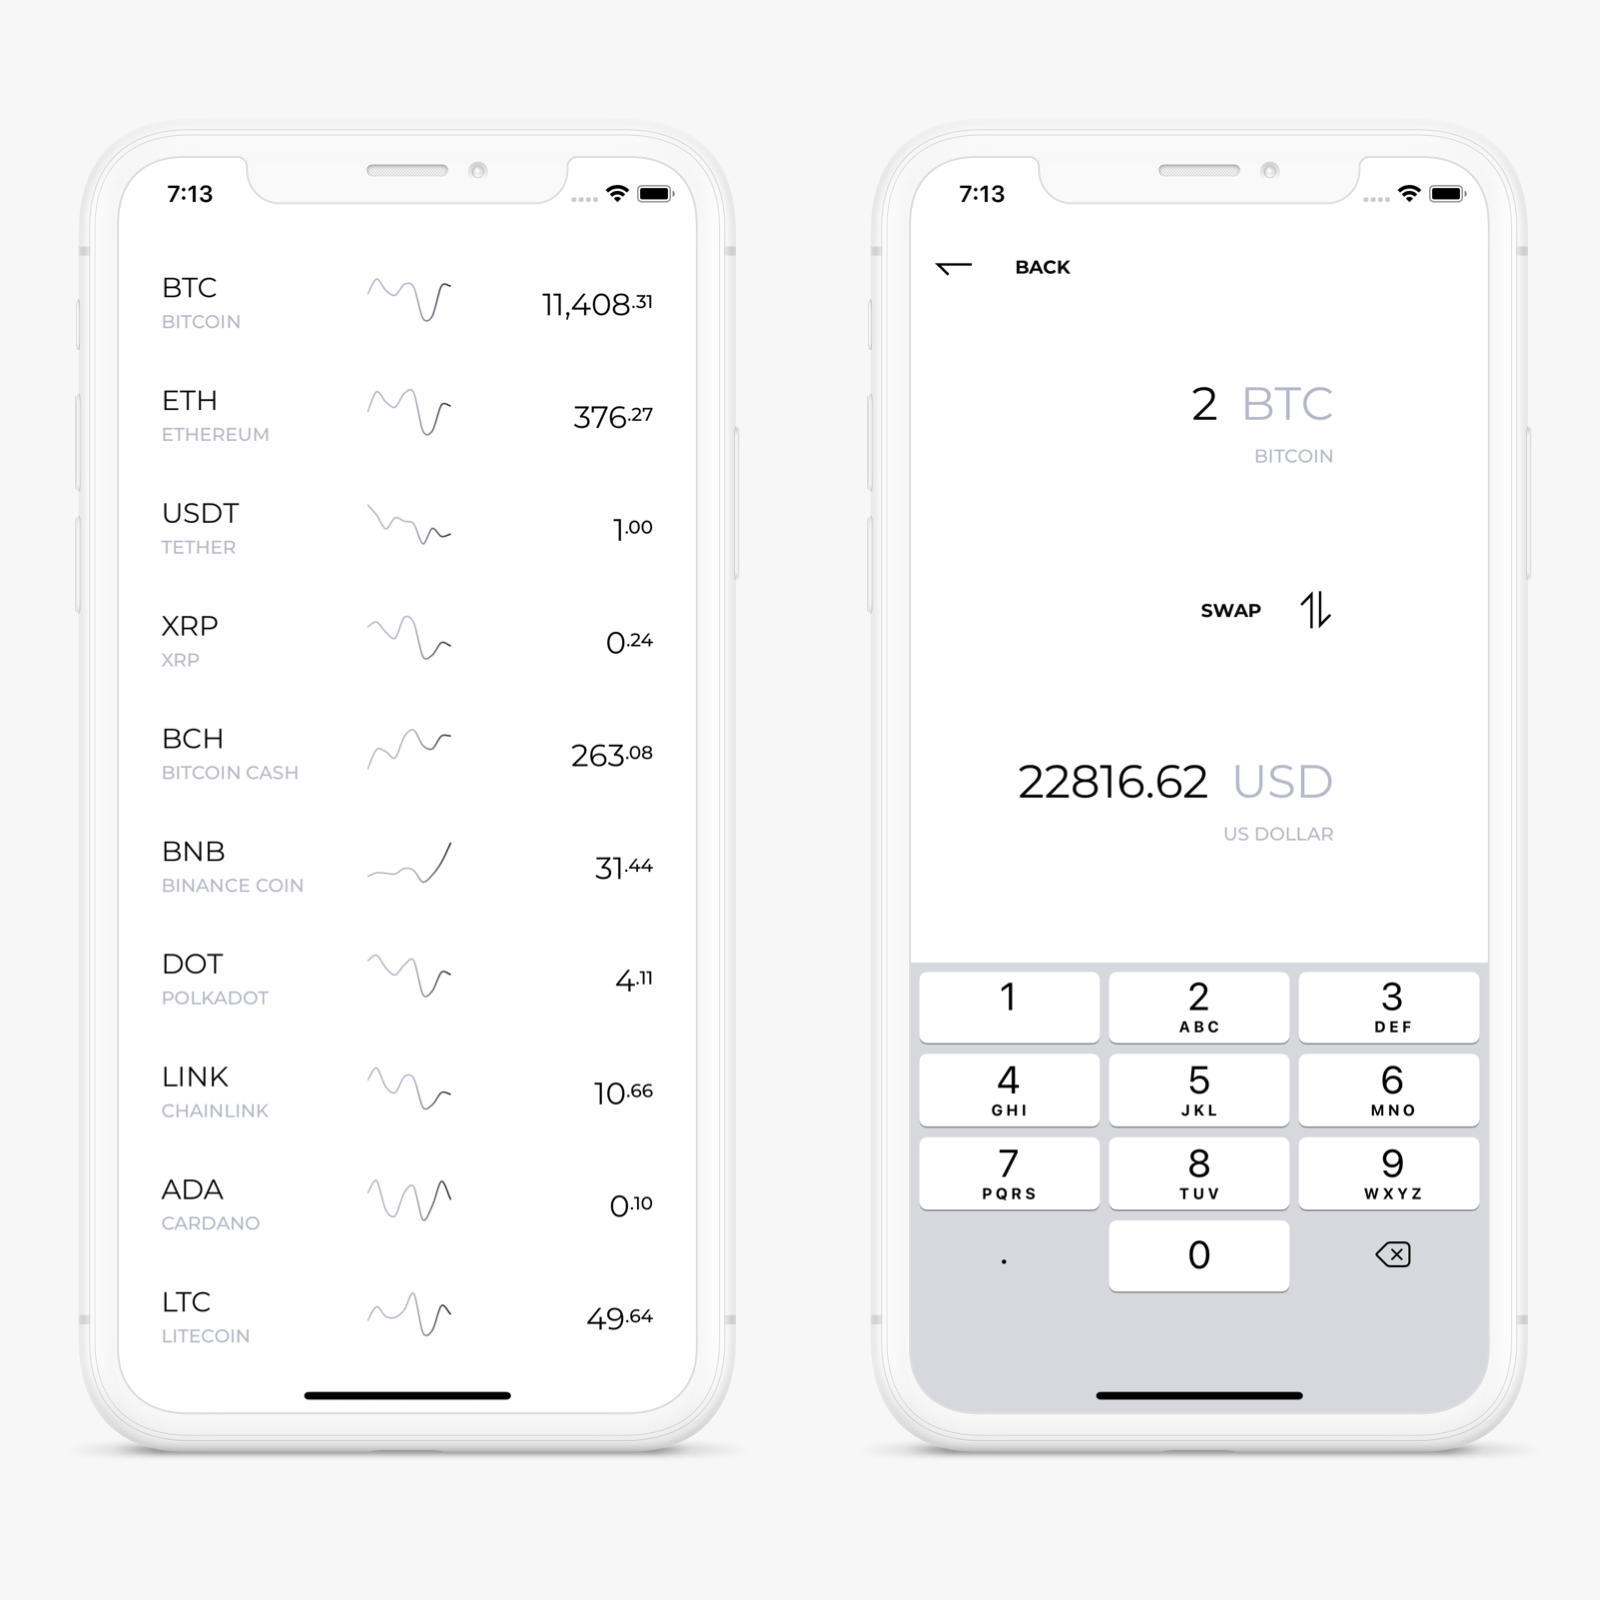 7:13
BTC
BITCOIN
11,408.31
ETH
ETHEREUM
376.27
USDT
TETHER
1.00
XRP
XRP
0.24
BCH
BITCOIN CASH
263.08
BNB
BINANCE COIN
31.44
DOT
POLKADOT
4.11
LINK
CHAINLINK
10.66
ADA
CARDANO
0.10
LTC
LITECOIN
49.64
7:13
BACK
2 BTC
BITCOIN
SWAP
22816.62 USD
US DOLLAR
1 2 3
ABC DEF
4 5 6
GHI JKL MNO
7 8 9
PQRS TUV WXYZ
. 0